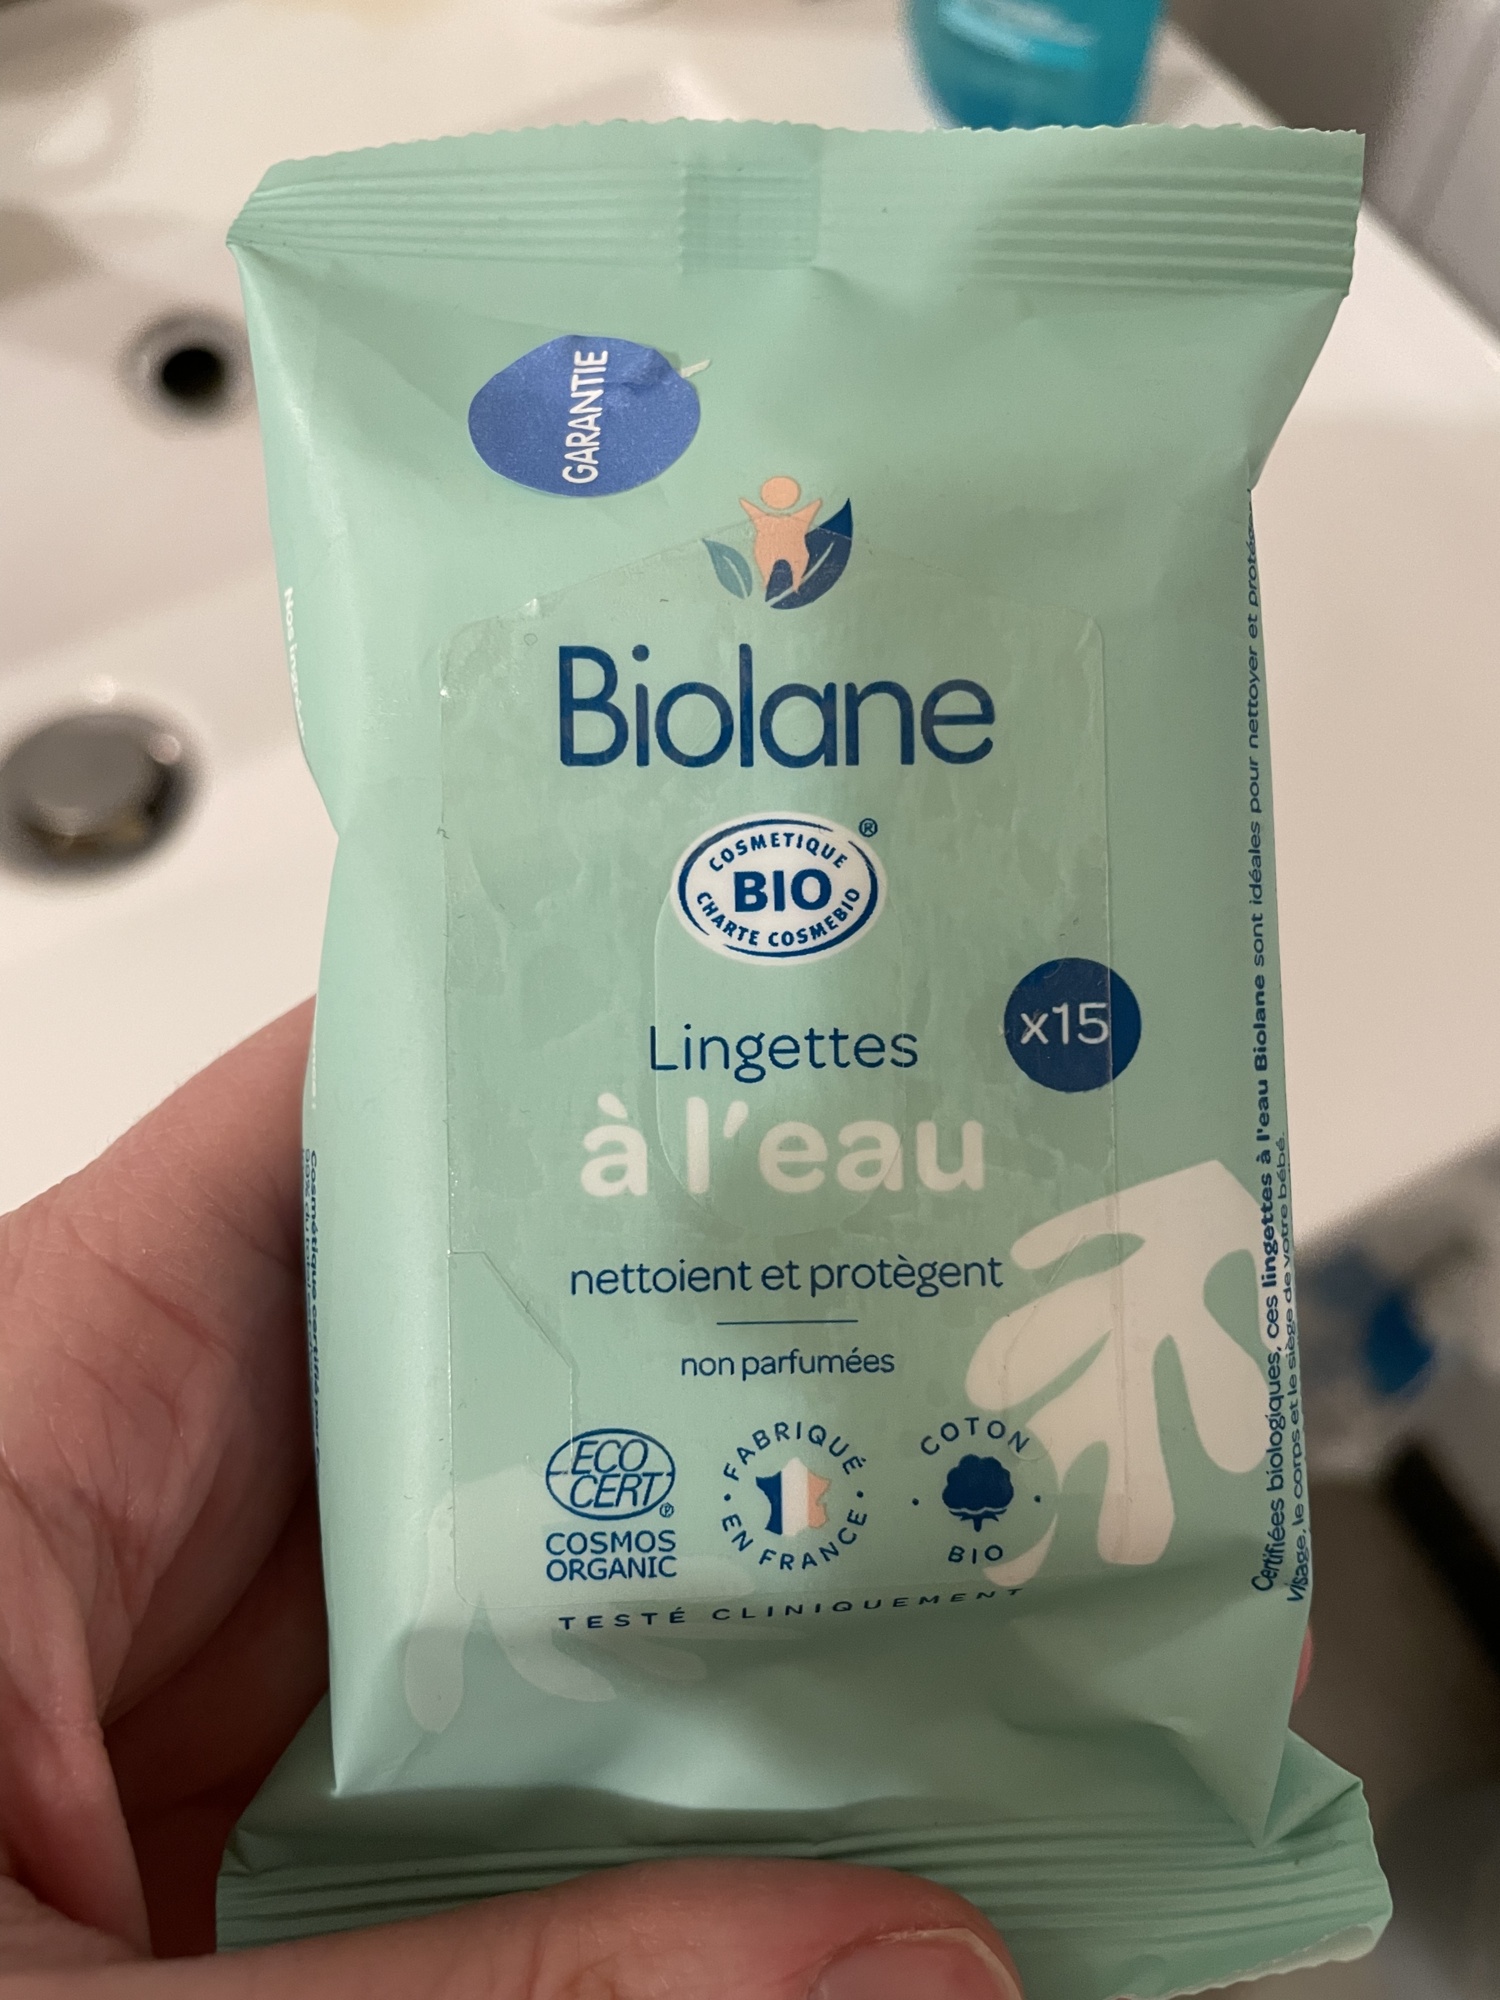 GARANTIE
Biolane
COSMETIQUE
BIO
CHARTE COSMEBIO
®
Lingettes
x15
à l'eau
nettoient et protègent
non parfumées
ECO
CERT
COSMOS
ORGANIC
FABRIQUÉ
EN FRANCE
COTON
BIO
TESTÉ CLINIQUEMENT
Certifiées biologiques, ces lingettes à l'eau Biolane sont idéales pour nettoyer et
visage, le corps et le siège de votre bébé.